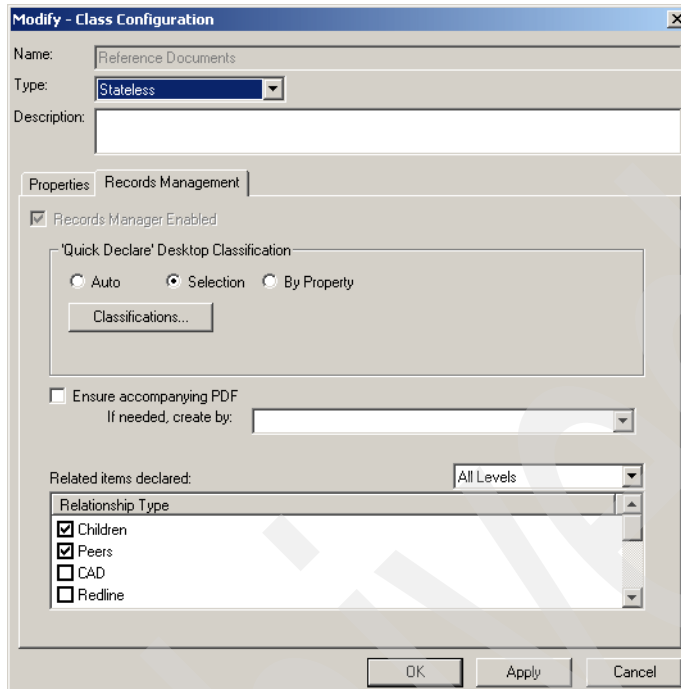 Modify - Class Configuration
Name: Reference Documents
Type: Stateless
Description:
Properties Records Management
Records Manager Enabled
'Quick Declare' Desktop Classification
Auto Selection By Property
Classifications...
Ensure accompanying PDF
If needed, create by:
Related items declared: All Levels
Relationship Type
Children
Peers
CAD
Redline
OK Apply Cancel